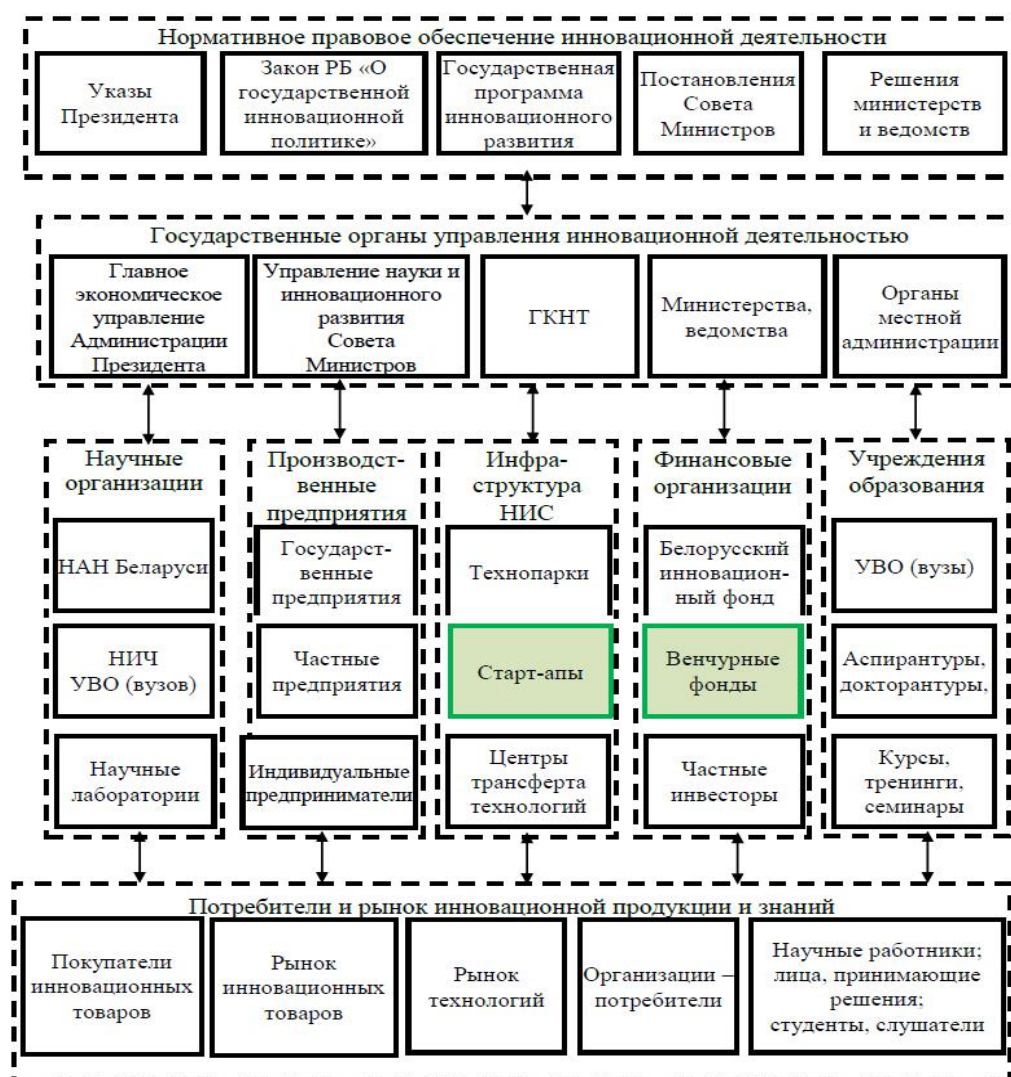 Нормативное правовое обеспечение инновационной деятельности
Указы
Президента
Закон РБ «О
государственной
инновационной
политике»
Государственная
программа
инновационного
развития
Постановления
Совета
Министров
Решения
министерств
и ведомств
Государственные органы управления инновационной деятельностью
Главное
экономическое
управление
Администрации
Президента
Управление науки и
инновационного
развития
Совета
Министров
ГКНТ
Министерства,
ведомства
Органы
местной
администрации
Научные
организации
НАН Беларуси
НИЧ
УВО (вузов)
Научные
лаборатории
Производст-
венные
предприятия
Государст-
венные
предприятия
Частные
предприятия
Индивидуальные
предприниматели
Инфра-
структура
НИС
Технопарки
Старт-апы
Центры
трансферта
технологий
Финансовые
организации
Белорусский
инновацион-
ный фонд
Венчурные
фонды
Частные
инвесторы
Учреждения
образования
УВО (вузы)
Аспирантуры,
докторантуры,
Курсы,
тренинги,
семинары
Потребители и рынок инновационной продукции и знаний
Покупатели
инновационных
товаров
Рынок
инновационных
товаров
Рынок
технологий
Организации –
потребители
Научные работники;
лица, принимающие
решения;
студенты, слушатели